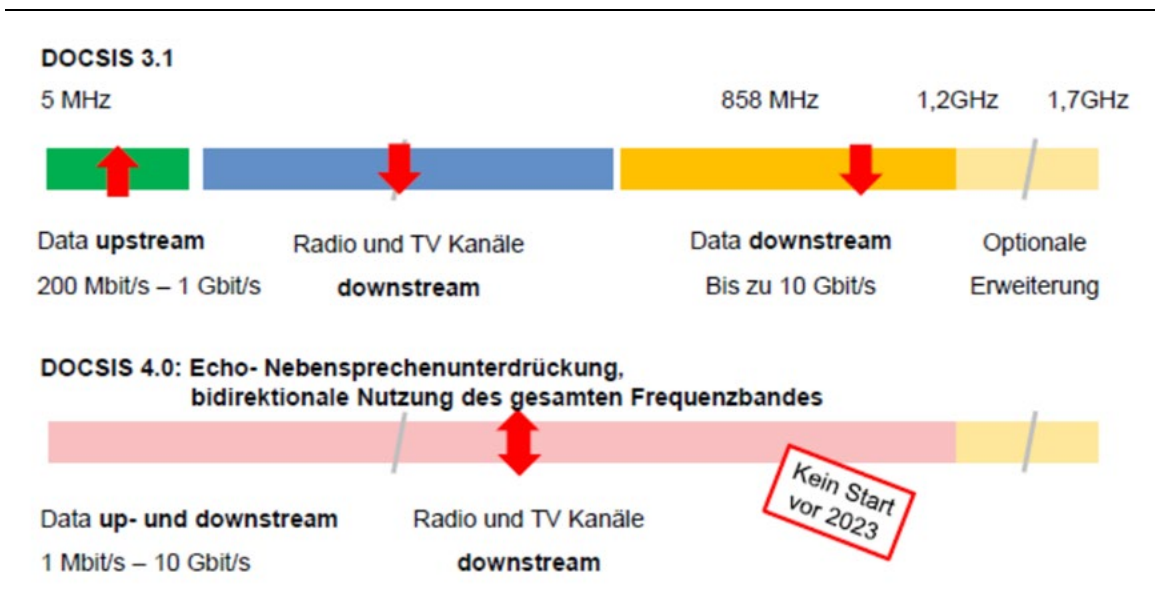 DOCSIS 3.1
5 MHz
858 MHz
1,2GHz
1,7GHz
Data upstream
200 Mbit/s – 1 Gbit/s
Radio und TV Kanäle
downstream
Data downstream
Bis zu 10 Gbit/s
Optionale
Erweiterung
DOCSIS 4.0: Echo- Nebensprechenunterdrückung,
bidirektionale Nutzung des gesamten Frequenzbandes
Kein Start
vor 2023
Data up- und downstream
1 Mbit/s – 10 Gbit/s
Radio und TV Kanäle
downstream